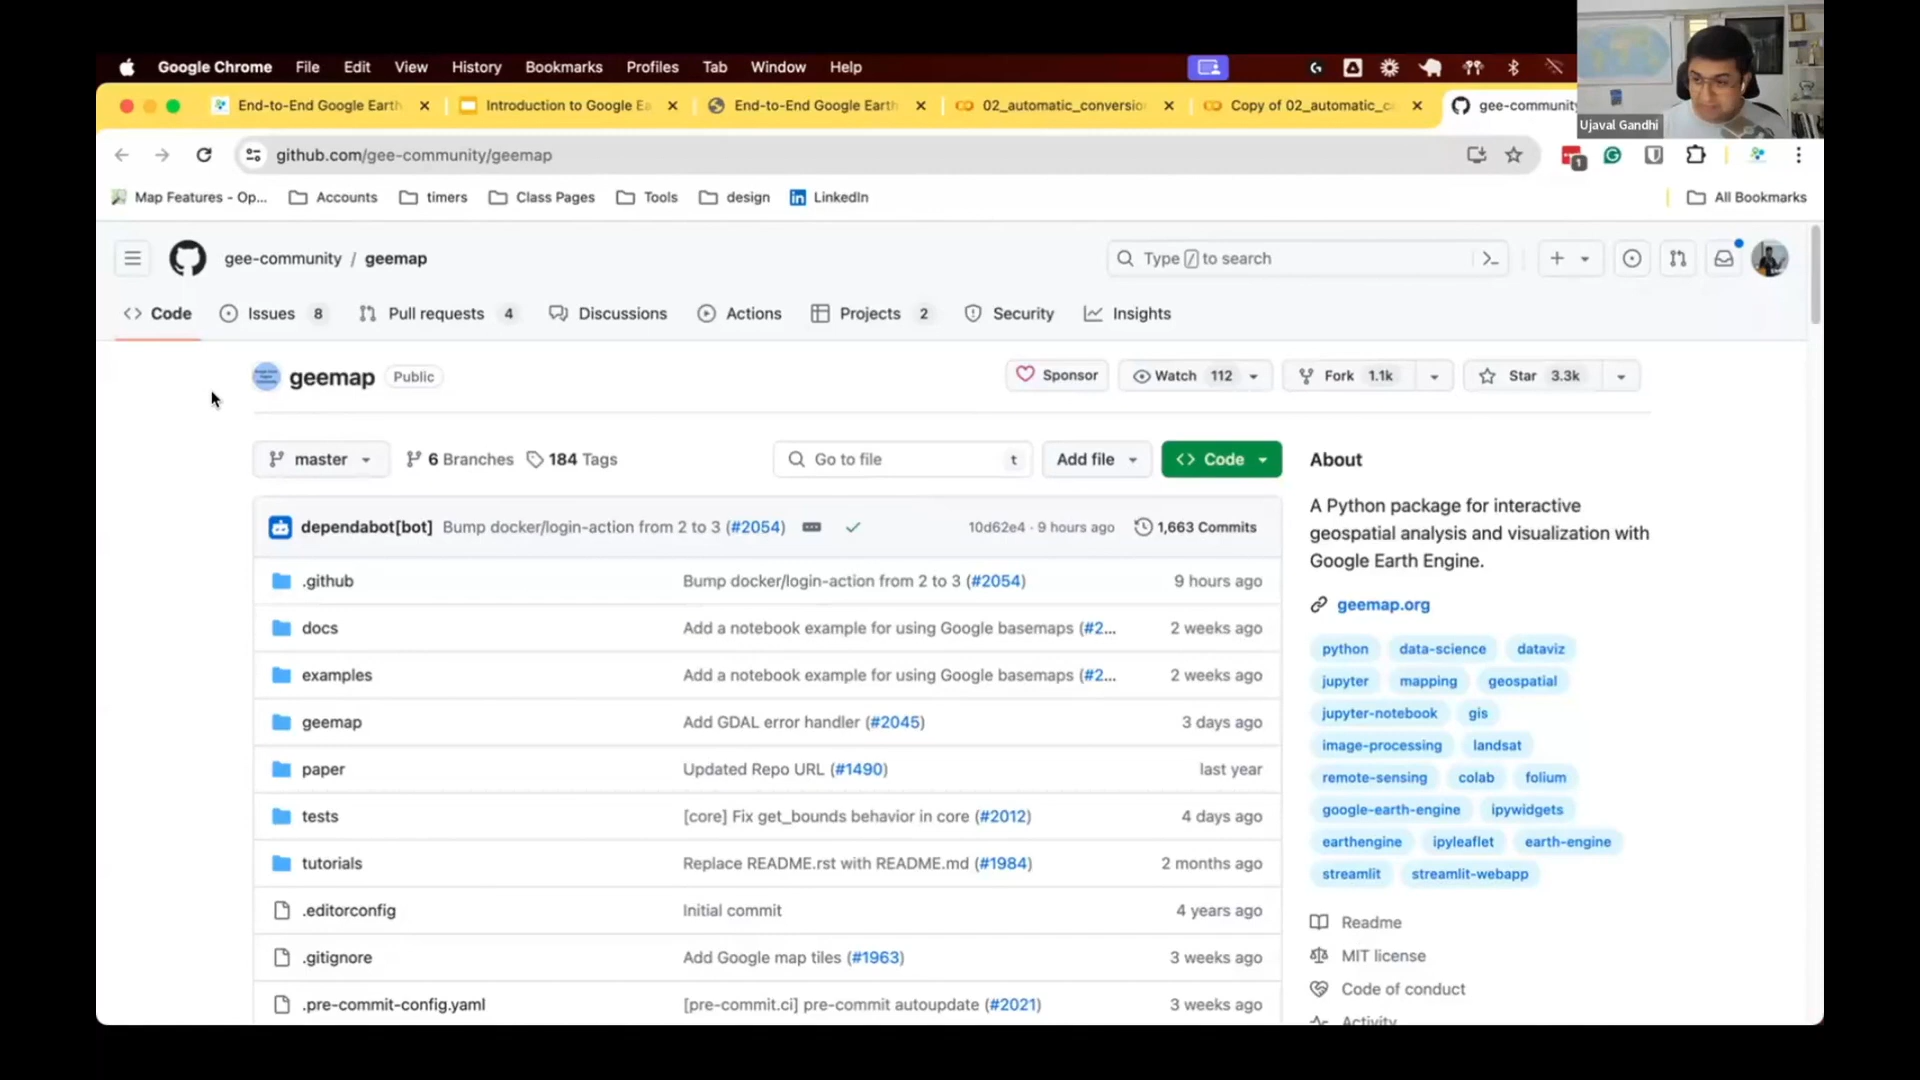 Google Chrome File Edit View History Bookmarks Profiles Tab Window Help
End-to-End Google Earth
Introduction to Google Ea
End-to-End Google Earth
02_automatic_conversio
Copy of 02_automatic_c
gee-community
Ujaval Gandhi
github.com/gee-community/geemap
1
Map Features - Op... Accounts timers Class Pages Tools design LinkedIn All Bookmarks
gee-community / geemap
Type / to search
Code Issues 8 Pull requests 4 Discussions Actions Projects 2 Security Insights
geemap Public
Sponsor Watch 112 Fork 1.1k Star 3.3k
master 6 Branches 184 Tags Go to file t Add file Code
dependabot[bot] Bump docker/login-action from 2 to 3 (#2054) 10d62e4 · 9 hours ago 1,663 Commits
.github Bump docker/login-action from 2 to 3 (#2054) 9 hours ago
docs Add a notebook example for using Google basemaps (#2... 2 weeks ago
examples Add a notebook example for using Google basemaps (#2... 2 weeks ago
geemap Add GDAL error handler (#2045) 3 days ago
paper Updated Repo URL (#1490) last year
tests [core] Fix get_bounds behavior in core (#2012) 4 days ago
tutorials Replace README.rst with README.md (#1984) 2 months ago
.editorconfig Initial commit 4 years ago
.gitignore Add Google map tiles (#1963) 3 weeks ago
.pre-commit-config.yaml [pre-commit.ci] pre-commit autoupdate (#2021) 3 weeks ago
About
A Python package for interactive
geospatial analysis and visualization with
Google Earth Engine.
geemap.org
python data-science dataviz
jupyter mapping geospatial
jupyter-notebook gis
image-processing landsat
remote-sensing colab folium
google-earth-engine ipywidgets
earthengine ipyleaflet earth-engine
streamlit streamlit-webapp
Readme
MIT license
Code of conduct
Activity